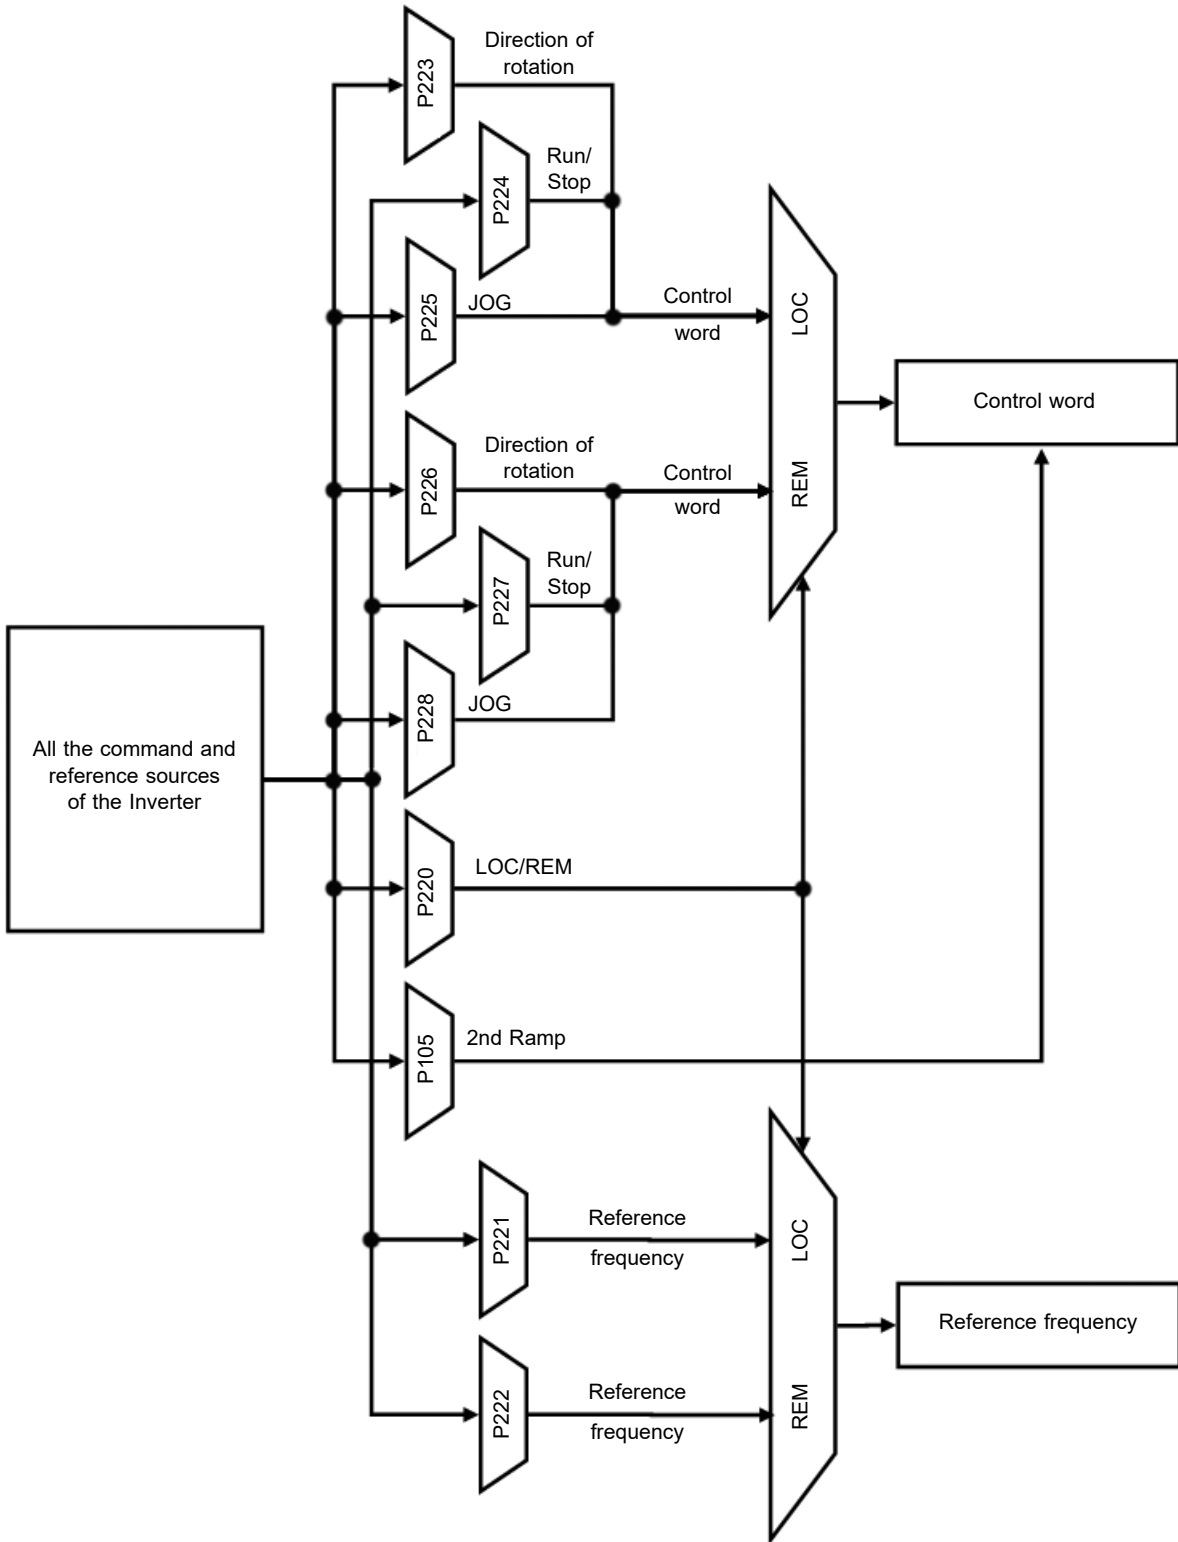 Direction of
rotation
P223
Run/
Stop
P224
JOG
P225
Control
word
LOC
Control word
Direction of
rotation
P226
Control
word
REM
Run/
Stop
P227
JOG
P228
All the command and
reference sources
of the Inverter
LOC/REM
P220
2nd Ramp
P105
Reference
frequency
P221
LOC
Reference frequency
Reference
frequency
P222
REM